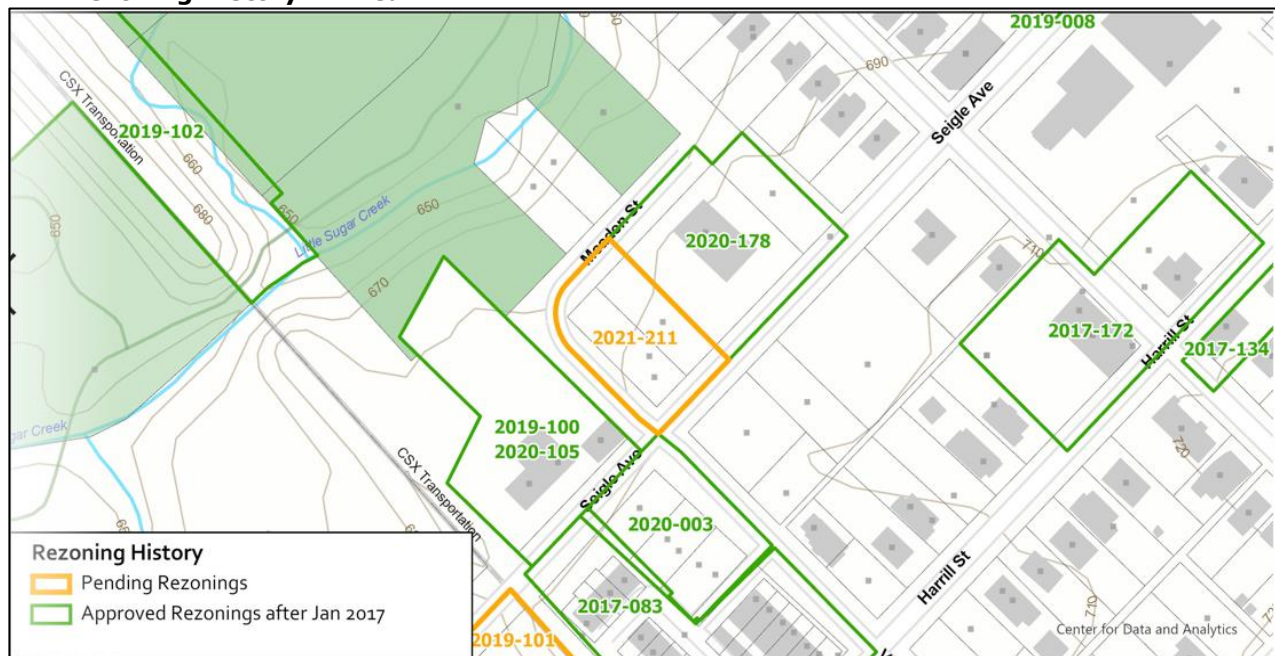 2019-008
690
Seigle Ave
CSX Transportation
2019-102
660
680
650
650
650
Little Sugar Creek
670
Meadon St
2020-178
710
2021-211
2017-172
Harrill St
2017-134
2019-100
2020-105
720
CSX Transportation
Seigle Ave
2020-003
Harrill St
2017-083
710
2019-101
Rezoning History
Pending Rezonings
Approved Rezonings after Jan 2017
Center for Data and Analytics